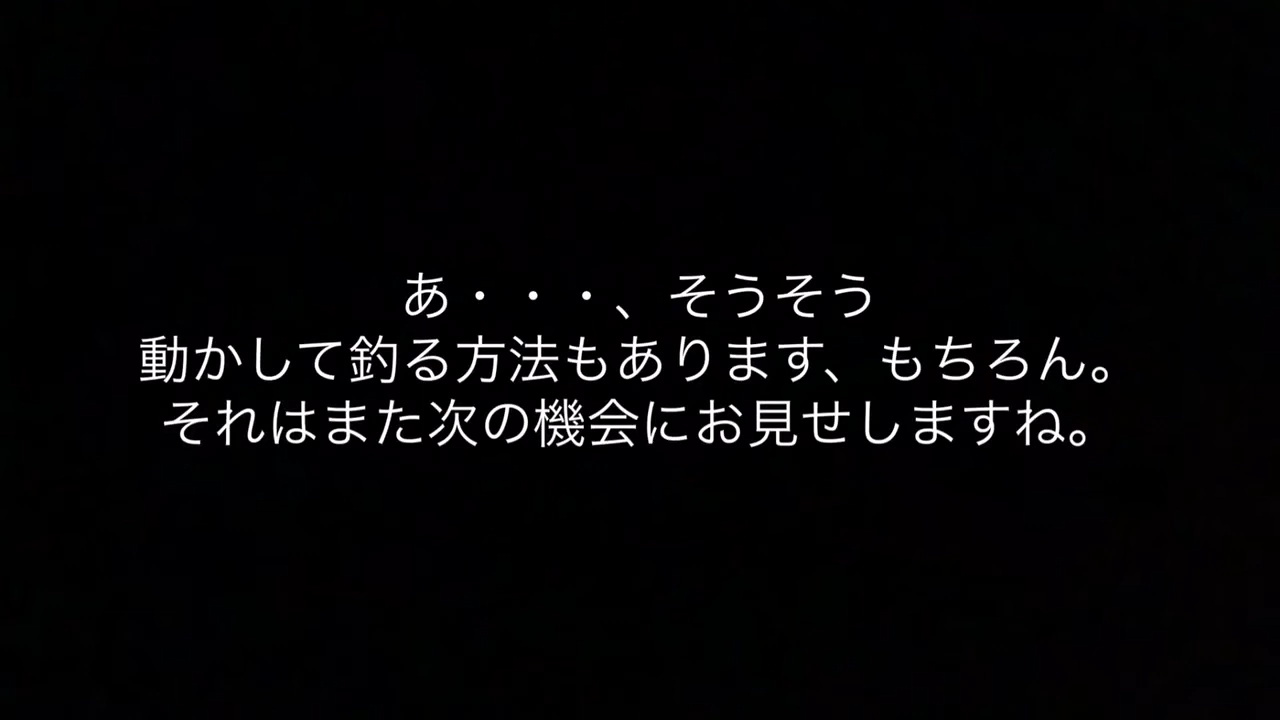 あ・・・、そうそう
動かして釣る方法もあります、もちろん。
それはまた次の機会にお見せしますね。